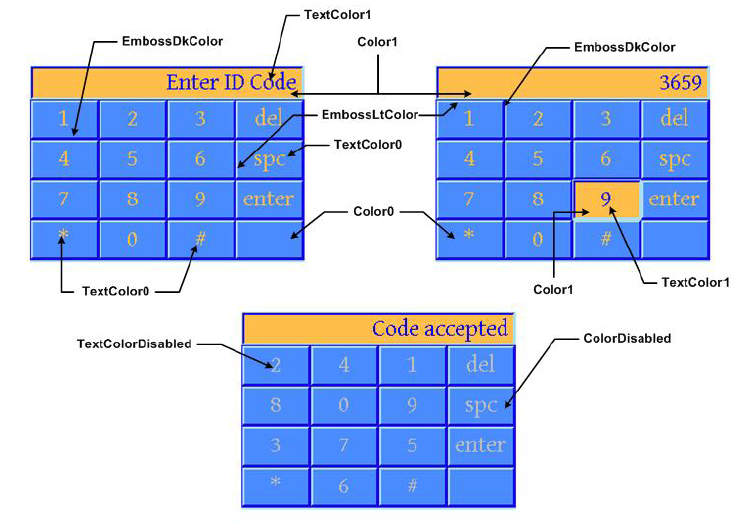 TextColor1
EmbossDkColor
Color1
EmbossDkColor
Enter ID Code
3659
1 2 3 del
EmbossLtColor
1 2 3 del
4 5 6 spc
TextColor0
4 5 6 spc
7 8 9 enter
7 8 9 enter
Color0
* 0 #
* 0 #
TextColor0
Color1
TextColor1
Code accepted
TextColorDisabled
ColorDisabled
2 4 1 del
8 0 9 spc
3 7 5 enter
* 6 #